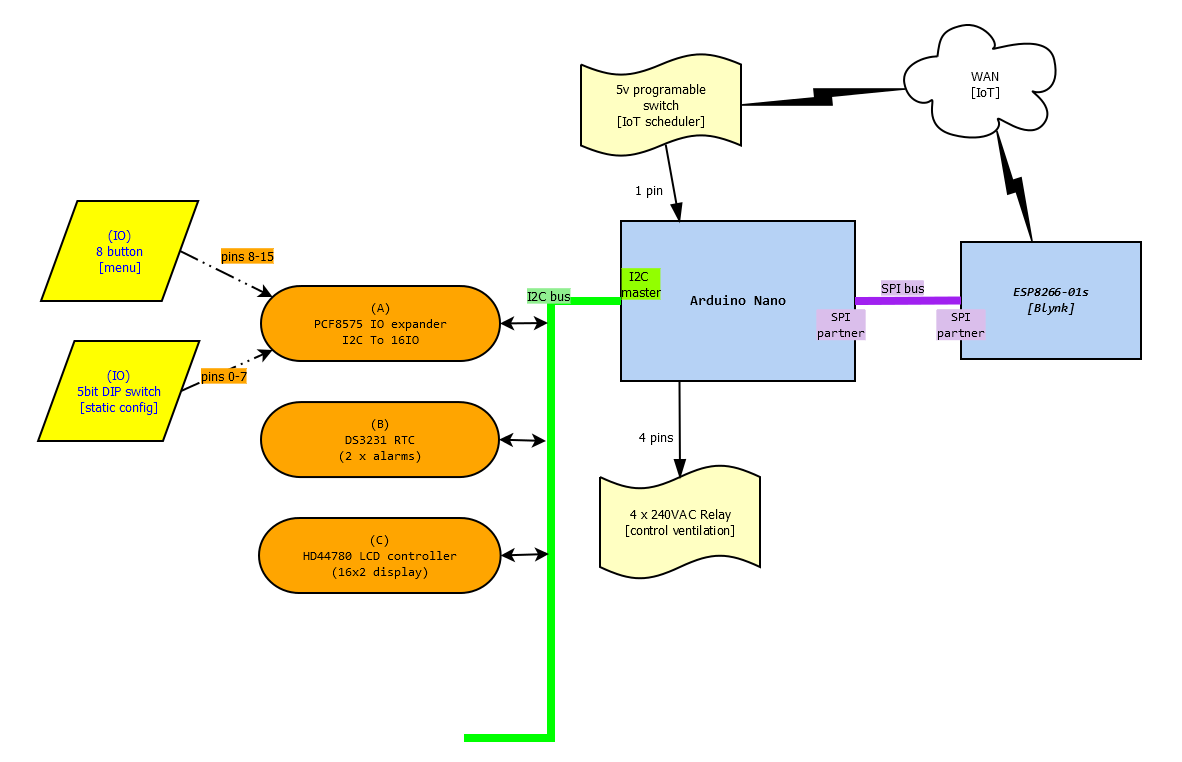 5v programable
switch
[IoT scheduler]
WAN
[IoT]
1 pin
(IO)
8 button
[menu]
pins 8-15
I2C bus
I2C
master
Arduino Nano
SPI bus
SPI
partner
SPI
partner
ESP8266-01s
[Blynk]
(A)
PCF8575 IO expander
I2C To 16IO
(IO)
5bit DIP switch
[static config]
pins 0-7
(B)
DS3231 RTC
(2 x alarms)
4 pins
4 x 240VAC Relay
[control ventilation]
(C)
HD44780 LCD controller
(16x2 display)